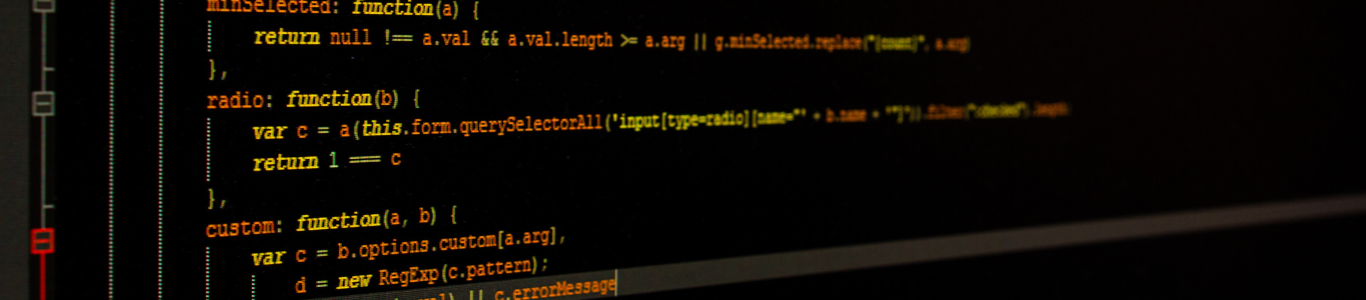 minSelected: function(a) {
return null !== a.val && a.val.length >= a.arg || g.minSelected.replace("{count}", a.arg)
},
radio: function(b) {
var c = a(this.form.querySelectorAll('input[type=radio][name="' + b.name + '"]')).filter(":checked").length;
return 1 === c
},
custom: function(a, b) {
var c = b.options.custom[a.arg],
d = new RegExp(c.pattern);
) || c.errorMessage